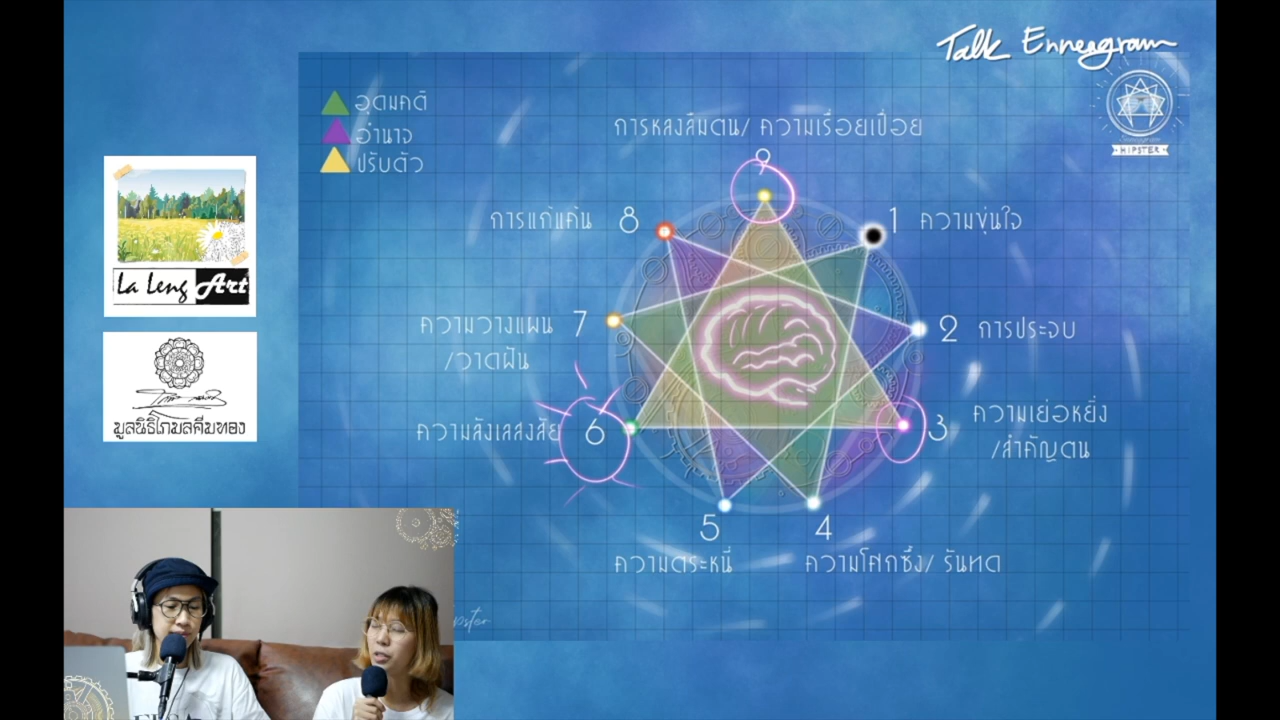 Talk Enneagram
HIPSTER
อุดมคติ
อำนาจ
ปรับตัว
การหลงลืมตน/ ความเรื่อยเปื่อย
9
การแก้แค้น 8
1 ความขุ่นใจ
ความวางแผน 7
/วาดฝัน
2 การประจบ
ความลังเลสงสัย 6
3 ความเย่อหยิ่ง
/สำคัญตน
5
ความตระหนี่
4
ความโศกซึ้ง/ รันทด
La Leng Art
มูลนิธิโกมลคีมทอง